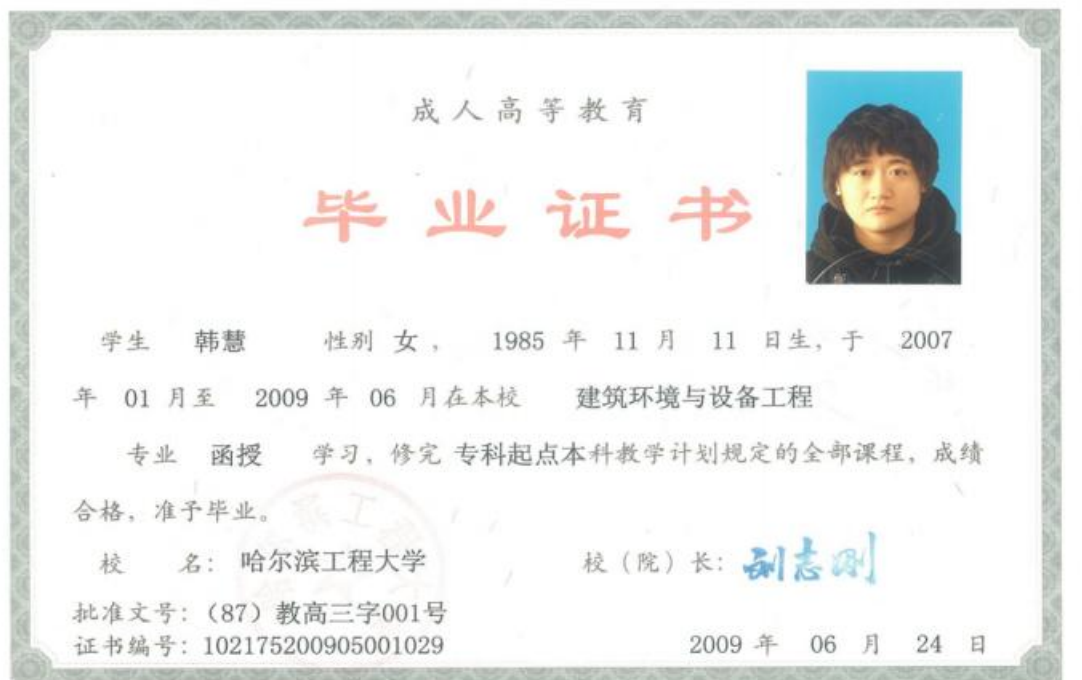 成人高等教育
毕业证书
学生 韩慧 性别 女， 1985 年 11 月 11 日生，于 2007
年 01 月至 2009 年 06 月在本校 建筑环境与设备工程
专业 函授 学习，修完 专科起点本科教学计划规定的全部课程，成绩
合格，准予毕业。
校 名：哈尔滨工程大学 校（院）长：刘志刚
批准文号：（87）教高三字001号
证书编号：102175200905001029 2009 年 06 月 24 日